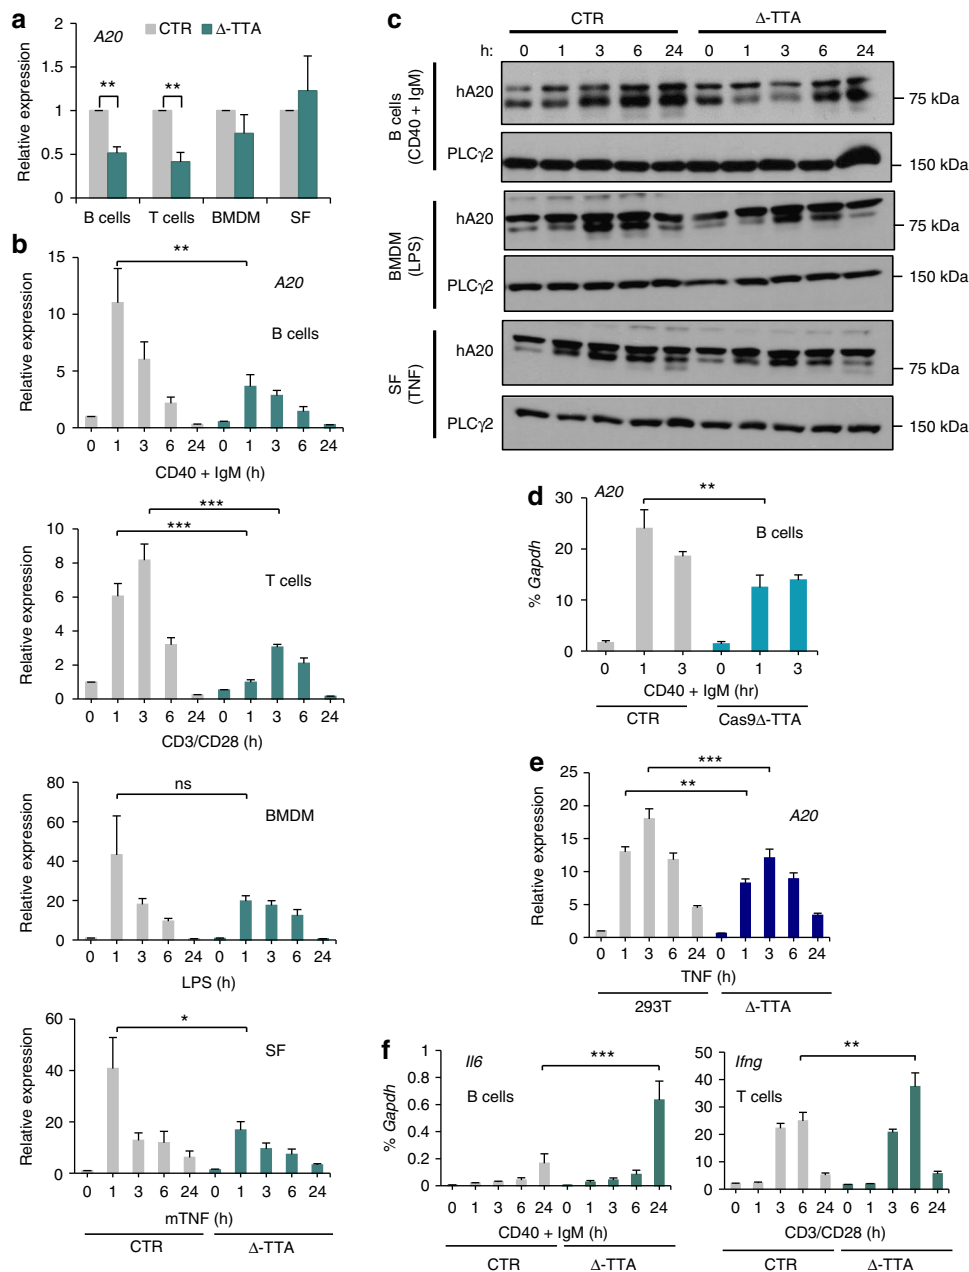 a
2
1.5
1
0.5
0
Relative expression
A20
CTR Δ-TTA
** **
B cells T cells BMDM SF
b
15
10
5
0
Relative expression
**
A20
B cells
0 1 3 6 24 0 1 3 6 24
CD40 + IgM (h)
10
8
6
4
2
0
Relative expression
***
***
T cells
0 1 3 6 24 0 1 3 6 24
CD3/CD28 (h)
80
60
40
20
0
Relative expression
ns
BMDM
0 1 3 6 24 0 1 3 6 24
LPS (h)
60
40
20
0
Relative expression
*
SF
0 1 3 6 24 0 1 3 6 24
mTNF (h)
CTR Δ-TTA
c
CTR Δ-TTA
h: 0 1 3 6 24 0 1 3 6 24
B cells
(CD40 + IgM)
hA20
75 kDa
PLCγ2
150 kDa
BMDM
(LPS)
hA20
75 kDa
PLCγ2
150 kDa
SF
(TNF)
hA20
75 kDa
PLCγ2
150 kDa
d
30
20
10
0
% Gapdh
A20
**
B cells
0 1 3 0 1 3
CD40 + IgM (hr)
CTR Cas9Δ-TTA
e
25
20
15
10
5
0
Relative expression
***
**
A20
0 1 3 6 24 0 1 3 6 24
TNF (h)
293T Δ-TTA
f
1
0.8
0.6
0.4
0.2
0
% Gapdh
Il6
B cells
***
0 1 3 6 24 0 1 3 6 24
CD40 + IgM (h)
CTR Δ-TTA
50
40
30
20
10
0
Ifng
T cells
**
0 1 3 6 24 0 1 3 6 24
CD3/CD28 (h)
CTR Δ-TTA